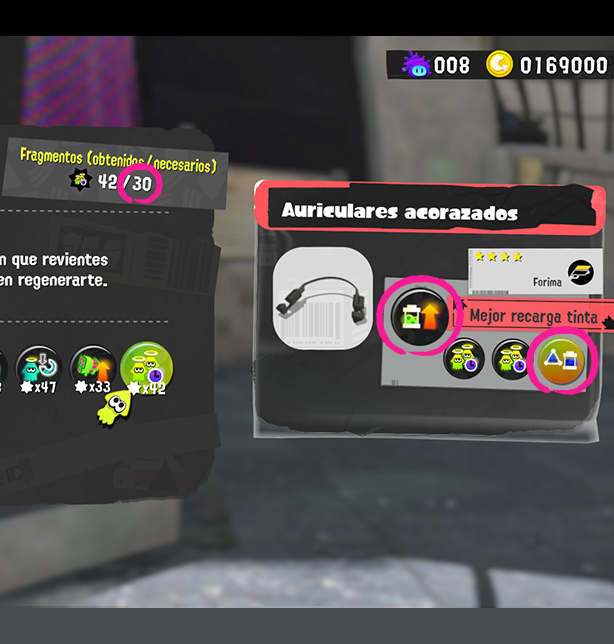 008 0169000
Fragmentos (obtenidos/necesarios)
42/30
n que revientes
en regenerarte.
x47 x33 x42
Auriculares acorazados
Forima
Mejor recarga tinta